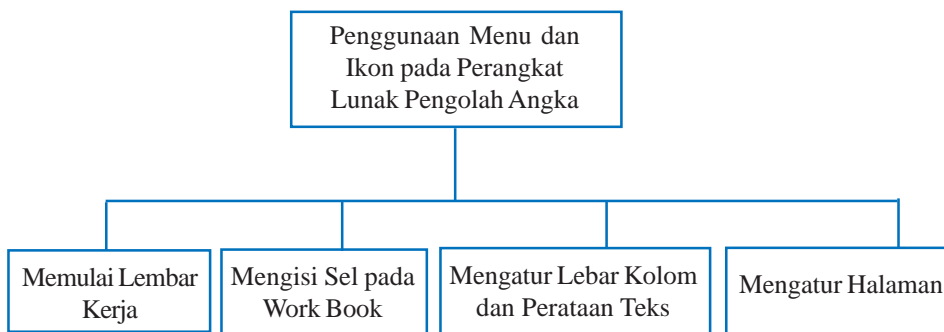 Penggunaan Menu dan
Ikon pada Perangkat
Lunak Pengolah Angka
Memulai Lembar
Kerja
Mengisi Sel pada
Work Book
Mengatur Lebar Kolom
dan Perataan Teks
Mengatur Halaman